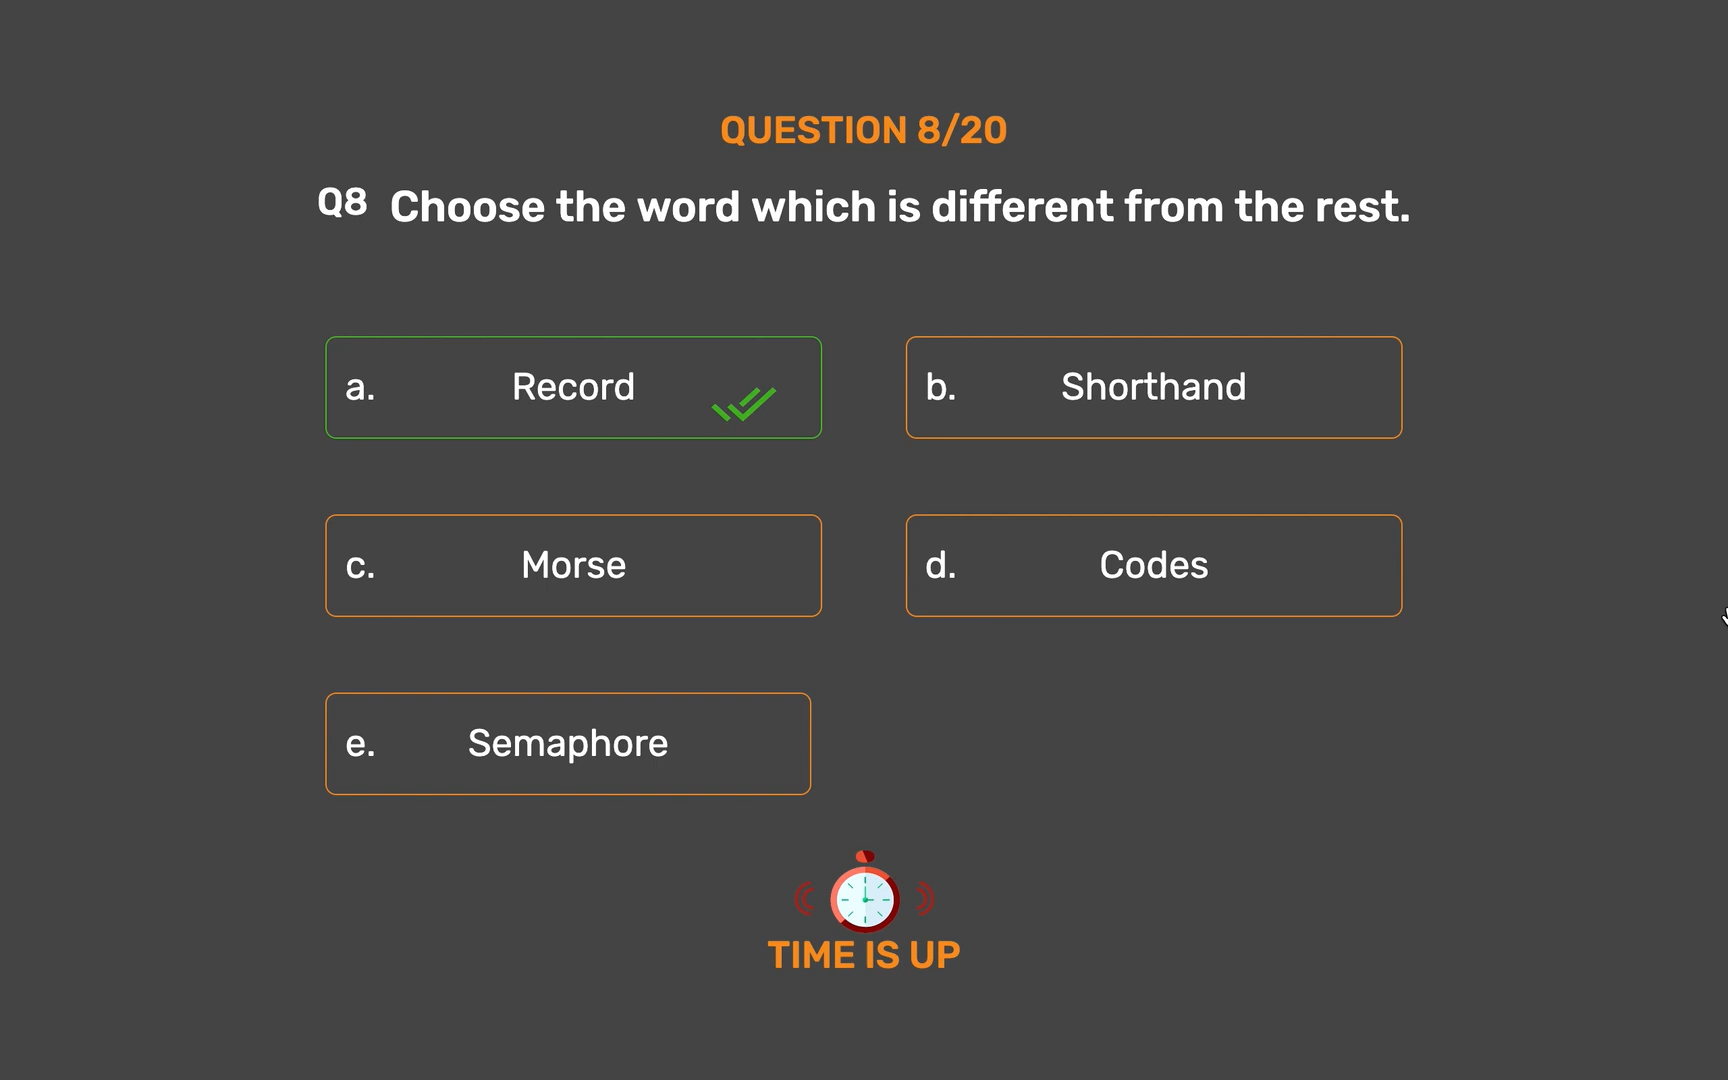 QUESTION 8/20
Q8 Choose the word which is different from the rest.
a. Record
b. Shorthand
c. Morse
d. Codes
e. Semaphore
TIME IS UP